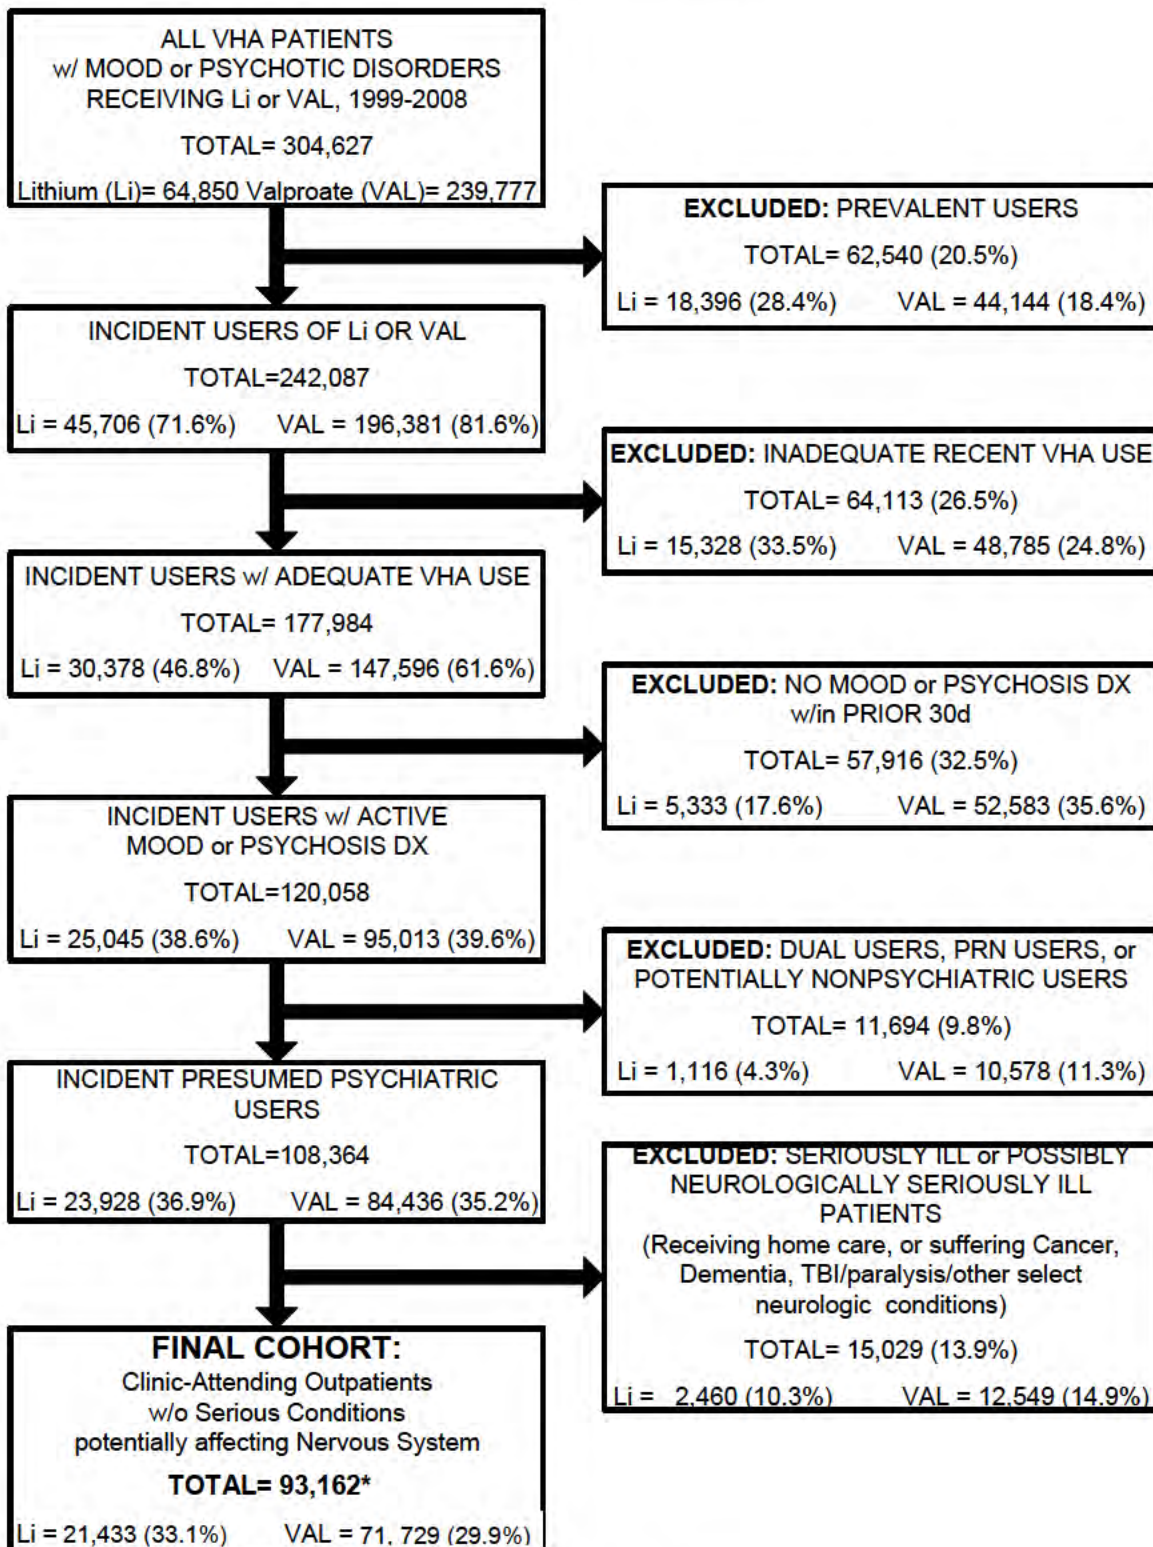 ALL VHA PATIENTS
w/ MOOD or PSYCHOTIC DISORDERS
RECEIVING Li or VAL, 1999-2008
TOTAL= 304,627
Lithium (Li)= 64,850 Valproate (VAL)= 239,777
EXCLUDED: PREVALENT USERS
TOTAL= 62,540 (20.5%)
Li = 18,396 (28.4%) VAL = 44,144 (18.4%)
INCIDENT USERS OF Li OR VAL
TOTAL=242,087
Li = 45,706 (71.6%) VAL = 196,381 (81.6%)
EXCLUDED: INADEQUATE RECENT VHA USE
TOTAL= 64,113 (26.5%)
Li = 15,328 (33.5%) VAL = 48,785 (24.8%)
INCIDENT USERS w/ ADEQUATE VHA USE
TOTAL= 177,984
Li = 30,378 (46.8%) VAL = 147,596 (61.6%)
EXCLUDED: NO MOOD or PSYCHOSIS DX
w/in PRIOR 30d
TOTAL= 57,916 (32.5%)
Li = 5,333 (17.6%) VAL = 52,583 (35.6%)
INCIDENT USERS w/ ACTIVE
MOOD or PSYCHOSIS DX
TOTAL=120,058
Li = 25,045 (38.6%) VAL = 95,013 (39.6%)
EXCLUDED: DUAL USERS, PRN USERS, or
POTENTIALLY NONPSYCHIATRIC USERS
TOTAL= 11,694 (9.8%)
Li = 1,116 (4.3%) VAL = 10,578 (11.3%)
INCIDENT PRESUMED PSYCHIATRIC
USERS
TOTAL=108,364
Li = 23,928 (36.9%) VAL = 84,436 (35.2%)
EXCLUDED: SERIOUSLY ILL or POSSIBLY
NEUROLOGICALLY SERIOUSLY ILL
PATIENTS
(Receiving home care, or suffering Cancer,
Dementia, TBI/paralysis/other select
neurologic conditions)
TOTAL= 15,029 (13.9%)
Li = 2,460 (10.3%) VAL = 12,549 (14.9%)
FINAL COHORT:
Clinic-Attending Outpatients
w/o Serious Conditions
potentially affecting Nervous System
TOTAL= 93,162*
Li = 21,433 (33.1%) VAL = 71, 729 (29.9%)